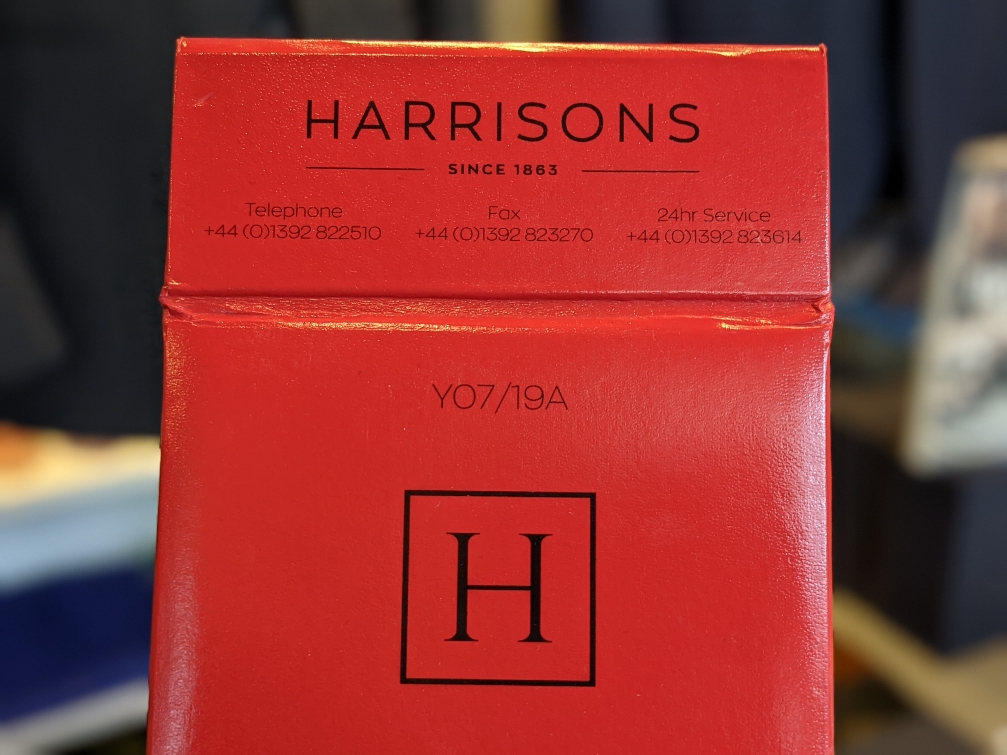 HARRISONS
SINCE 1863
Telephone Fax 24hr Service
+44 (0)1392 822510 +44 (0)1392 823270 +44 (0)1392 823614
Y07/19A
H